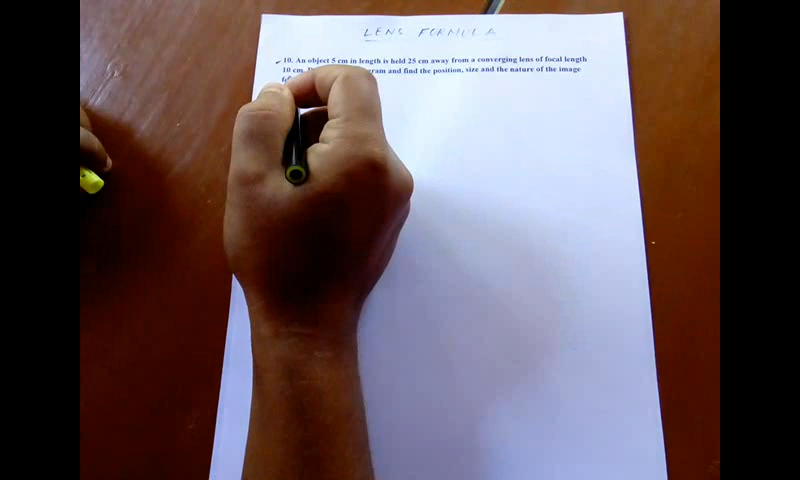 LENS FORMULA
10. An object 5 cm in length is held 25 cm away from a converging lens of focal length
10 cm. gram and find the position, size and the nature of the image